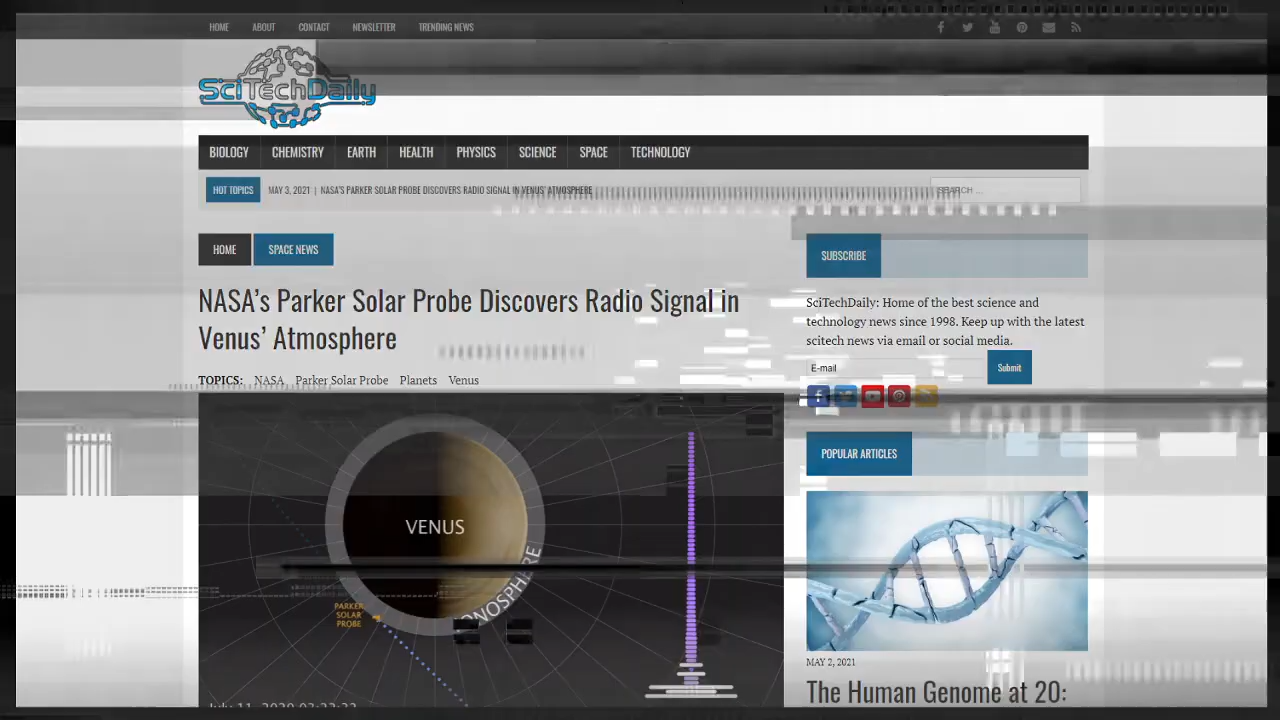 HOME ABOUT CONTACT NEWSLETTER TRENDING NEWS
SciTechDaily
BIOLOGY CHEMISTRY EARTH HEALTH PHYSICS SCIENCE SPACE TECHNOLOGY
HOT TOPICS MAY 3, 2021 | NASA'S PARKER SOLAR PROBE DISCOVERS RADIO SIGNAL IN VENUS' ATMOSPHERE
SEARCH ...
HOME SPACE NEWS
NASA's Parker Solar Probe Discovers Radio Signal in
Venus' Atmosphere
TOPICS: NASA Parker Solar Probe Planets Venus
VENUS
PARKER
SOLAR
PROBE
SUBSCRIBE
SciTechDaily: Home of the best science and
technology news since 1998. Keep up with the latest
scitech news via email or social media.
E-mail Submit
POPULAR ARTICLES
MAY 2, 2021
The Human Genome at 20: